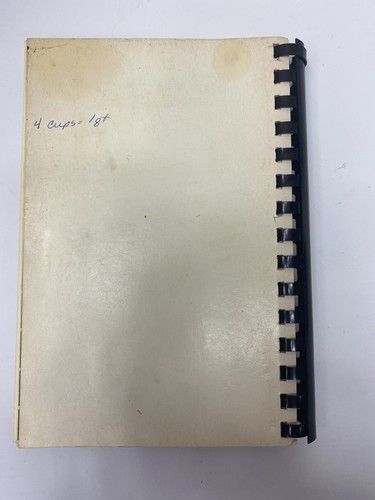 4 cups = 1qt